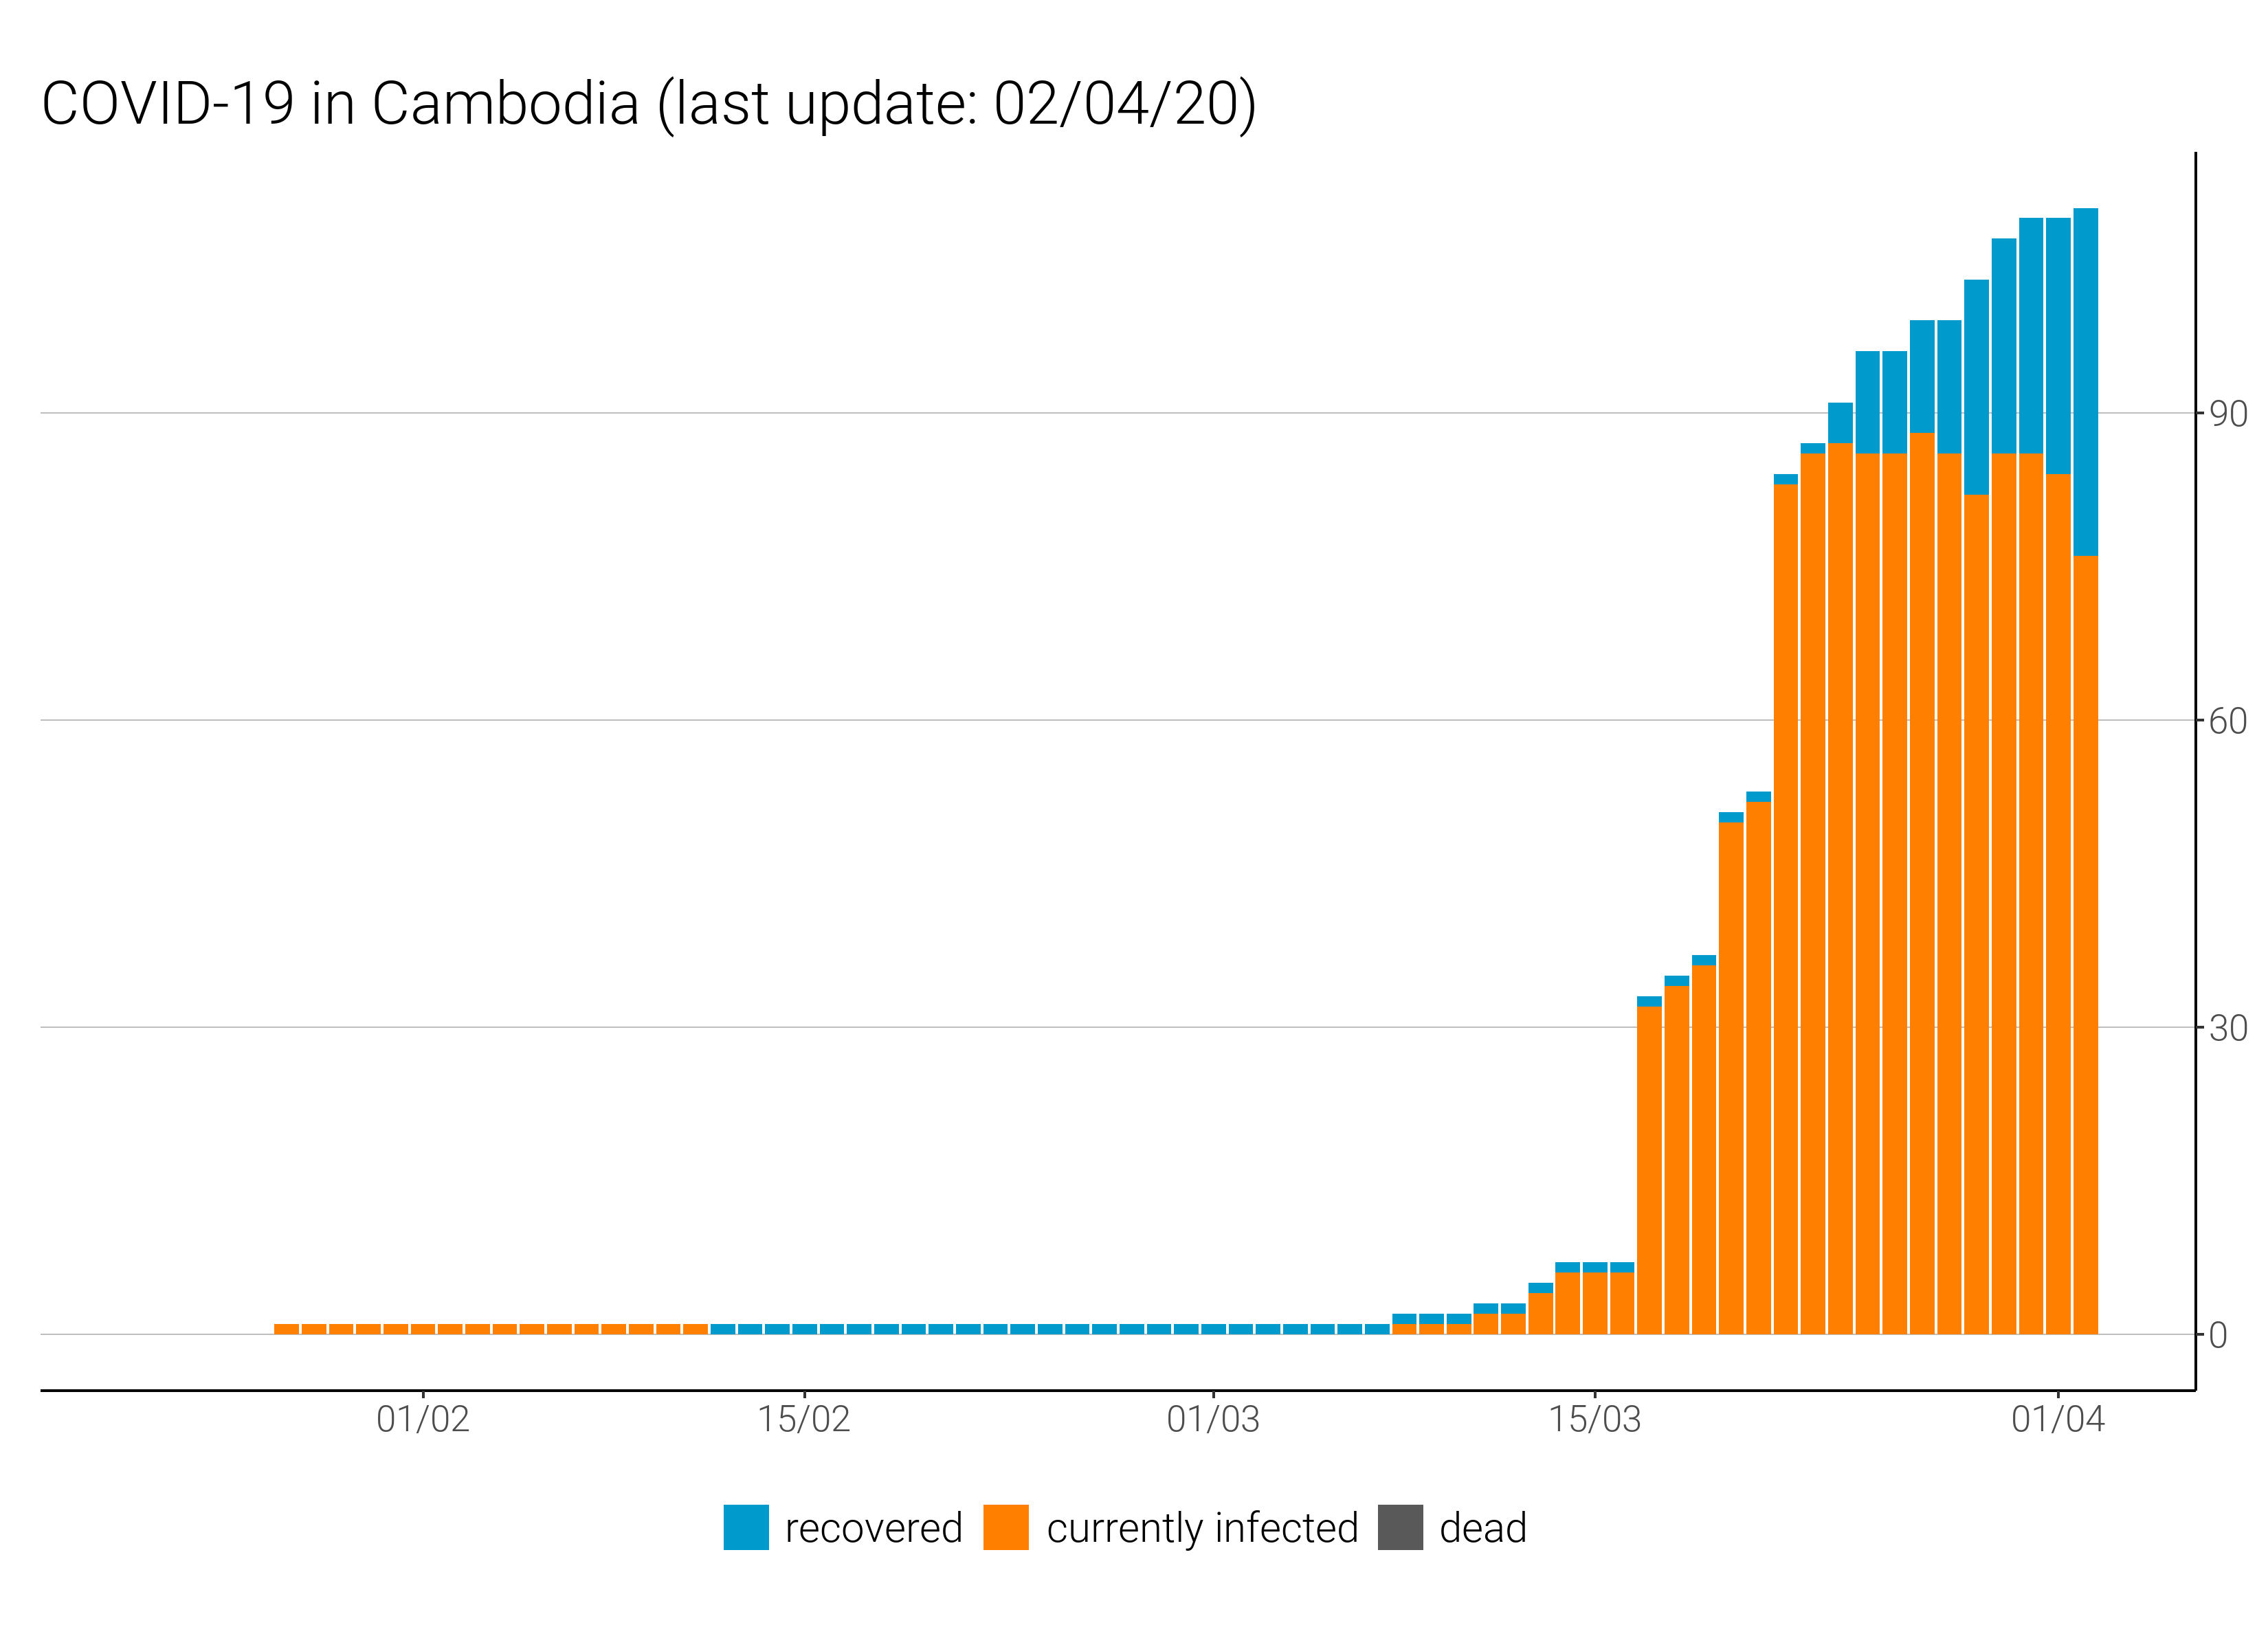 COVID-19 in Cambodia (last update: 02/04/20)
90
60
30
0
01/02 15/02 01/03 15/03 01/04
recovered currently infected dead